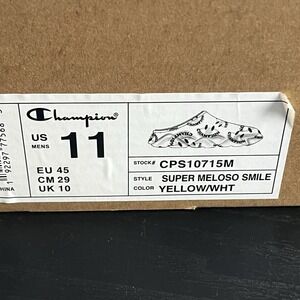 Champion
US
MENS
11
EU 45
CM 29
UK 10
STOCK# CPS10715M
STYLE SUPER MELOSO SMILE
COLOR YELLOW/WHT